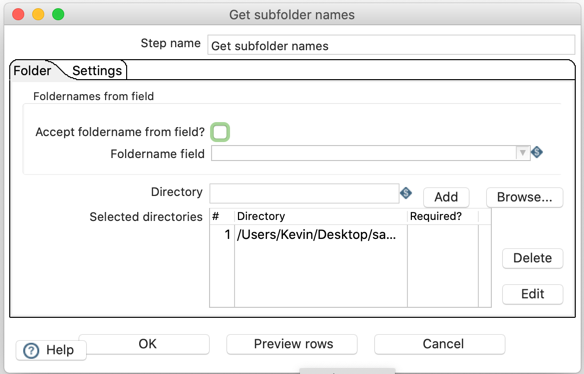 Get subfolder names
Step name Get subfolder names
Folder Settings
Foldernames from field
Accept foldername from field?
Foldername field
Directory Add Browse...
Selected directories # Directory Required?
1 /Users/Kevin/Desktop/sa...
Delete
Edit
Help OK Preview rows Cancel